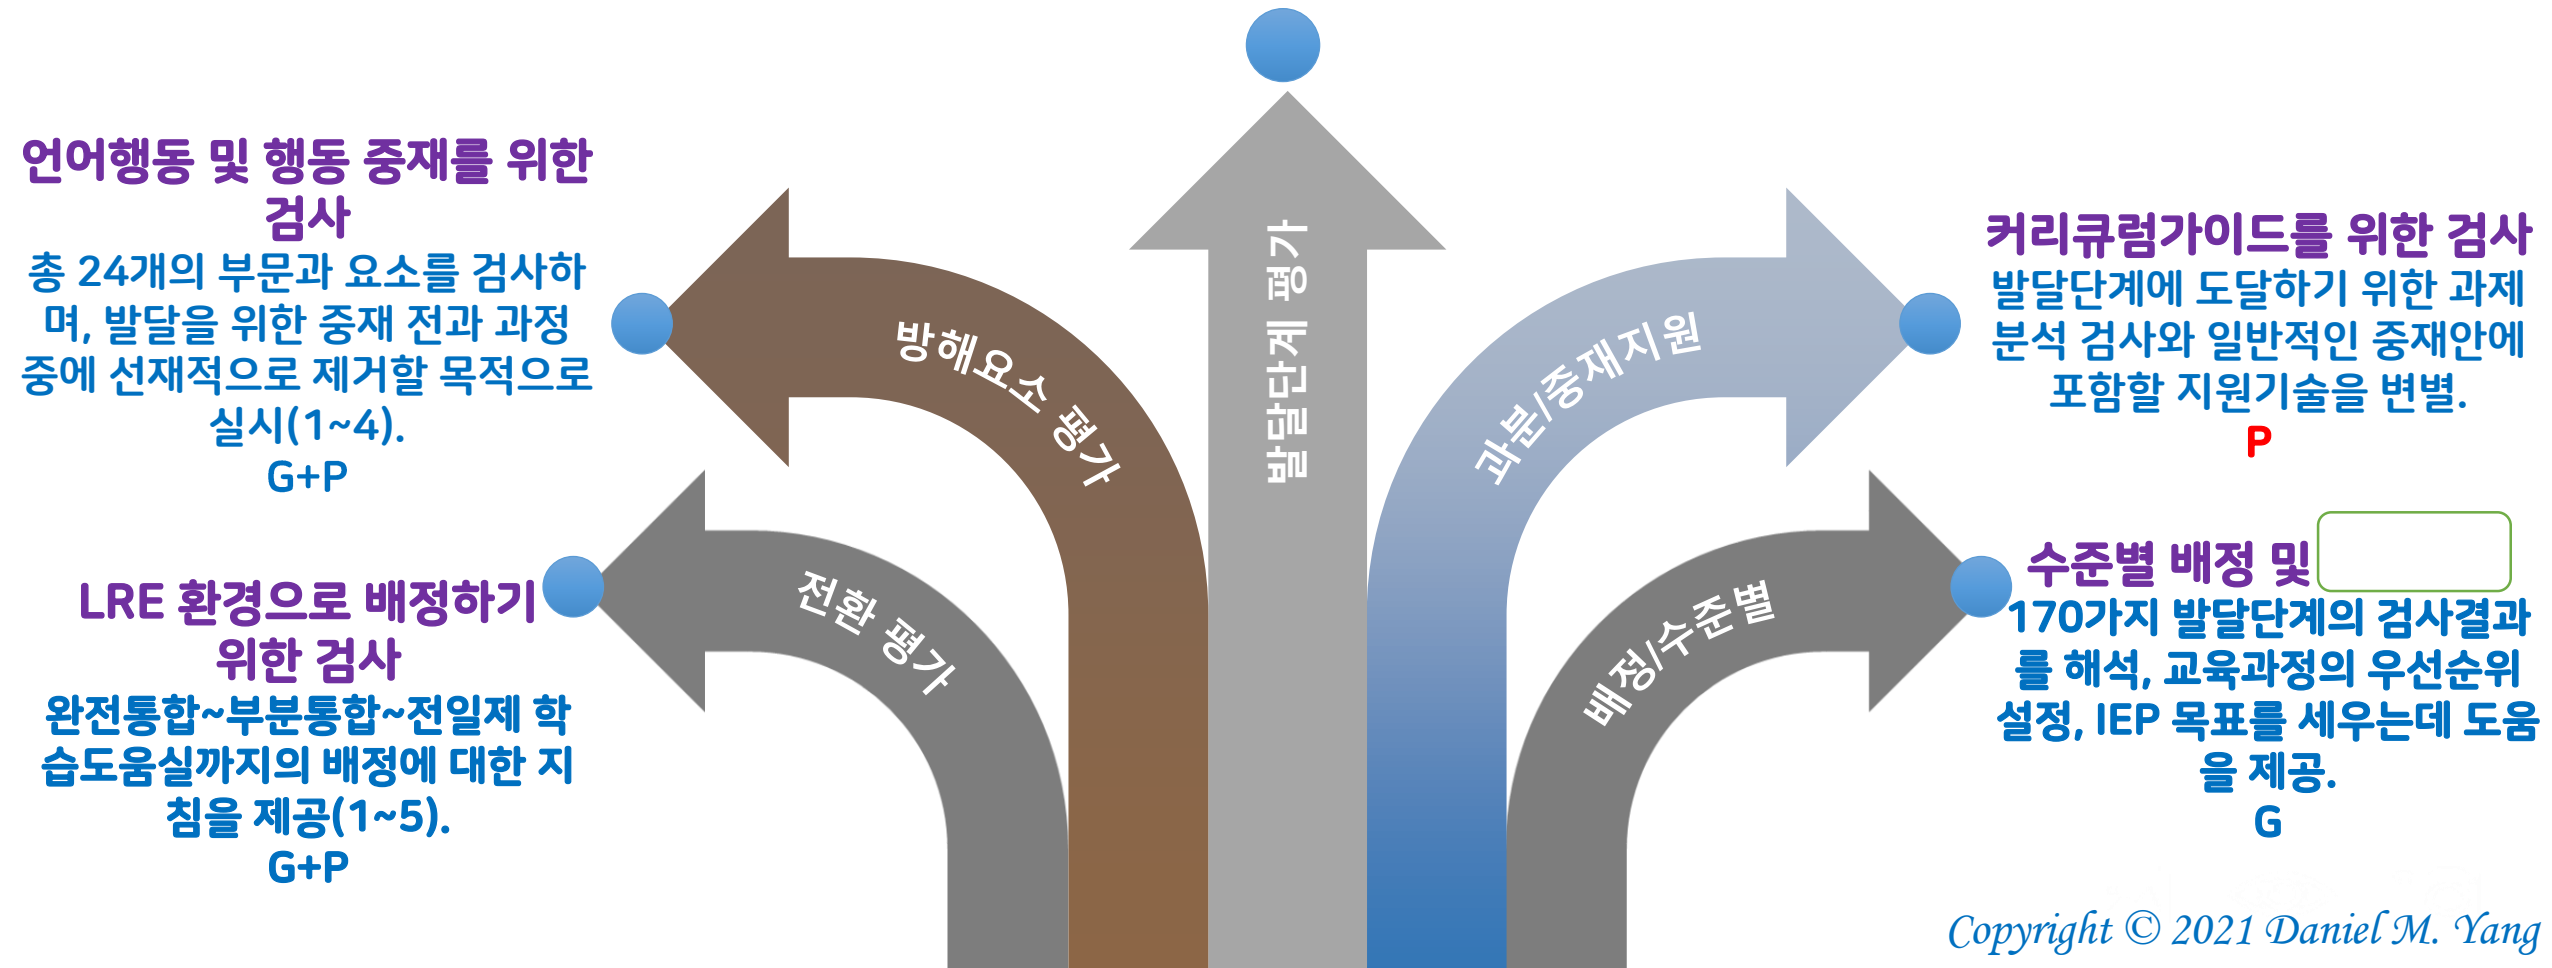 언어행동 및 행동 중재를 위한
검사
총 24개의 부문과 요소를 검사하
며, 발달을 위한 중재 전과 과정
중에 선재적으로 제거할 목적으로
실시(1~4).
G+P
LRE 환경으로 배정하기
위한 검사
완전통합~부분통합~전일제 학
습도움실까지의 배정에 대한 지
침을 제공(1~5).
G+P
방해요소 평가
전환 평가
발달단계 평가
과분/중재지원
배정/수준별
커리큐럼가이드를 위한 검사
발달단계에 도달하기 위한 과제
분석 검사와 일반적인 중재안에
포함할 지원기술을 변별.
P
수준별 배정 및
170가지 발달단계의 검사결과
를 해석, 교육과정의 우선순위
설정, IEP 목표를 세우는데 도움
을 제공.
G
Copyright © 2021 Daniel M. Yang